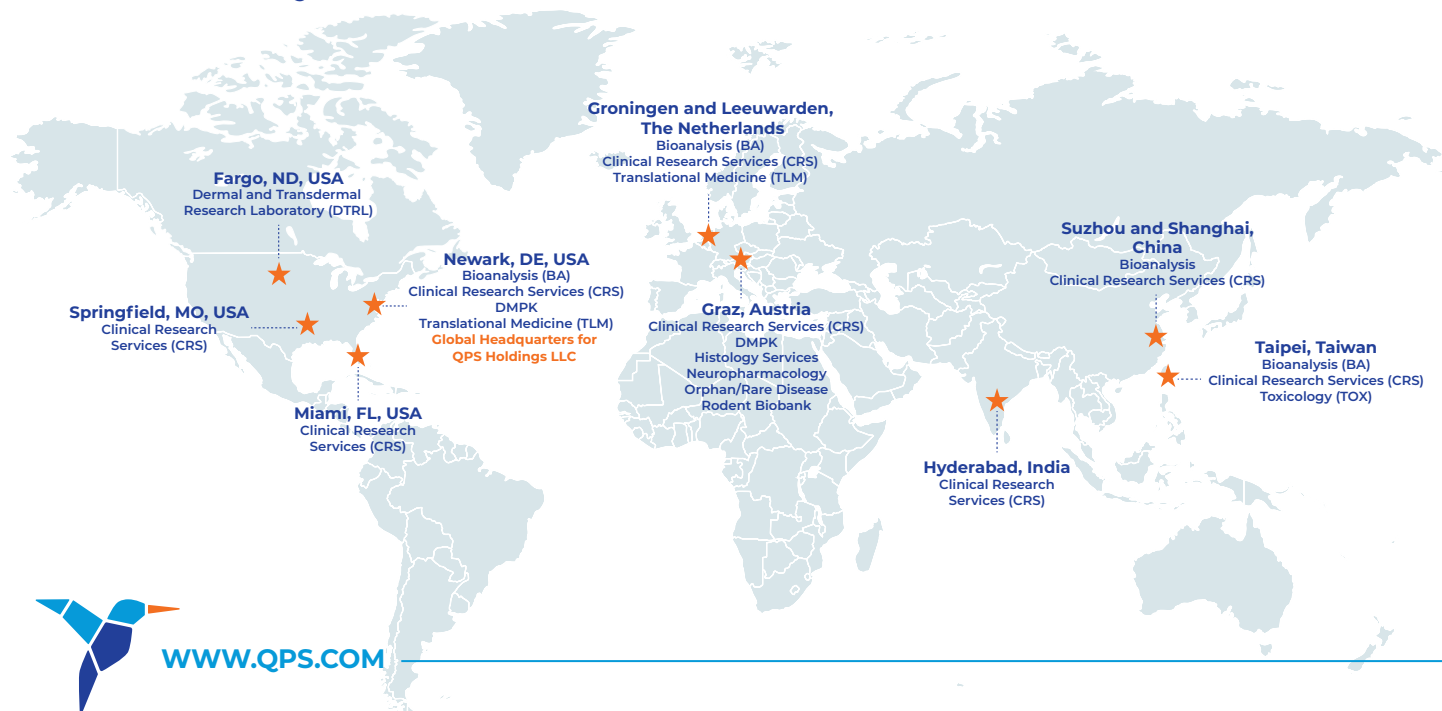 Groningen and Leeuwarden,
The Netherlands
Bioanalysis (BA)
Clinical Research Services (CRS)
Translational Medicine (TLM)
Fargo, ND, USA
Dermal and Transdermal
Research Laboratory (DTRL)
Suzhou and Shanghai,
China
Bioanalysis
Clinical Research Services (CRS)
Newark, DE, USA
Bioanalysis (BA)
Clinical Research Services (CRS)
DMPK
Translational Medicine (TLM)
Global Headquarters for
QPS Holdings LLC
Springfield, MO, USA
Clinical Research
Services (CRS)
Graz, Austria
Clinical Research Services (CRS)
DMPK
Histology Services
Neuropharmacology
Orphan/Rare Disease
Rodent Biobank
Taipei, Taiwan
Bioanalysis (BA)
Clinical Research Services (CRS)
Toxicology (TOX)
Miami, FL, USA
Clinical Research
Services (CRS)
Hyderabad, India
Clinical Research
Services (CRS)
WWW.QPS.COM